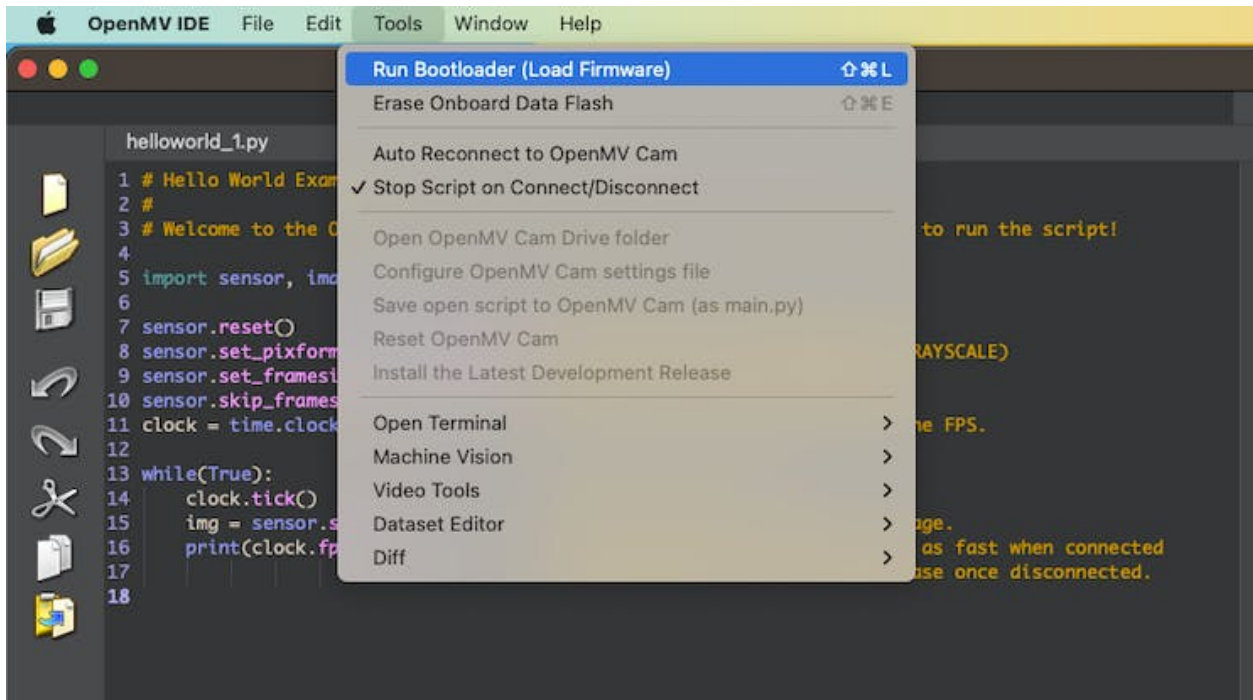 OpenMV IDE File Edit Tools Window Help
Run Bootloader (Load Firmware) ⇧⌘L
Erase Onboard Data Flash ⇧⌘E
Auto Reconnect to OpenMV Cam
✓ Stop Script on Connect/Disconnect
Open OpenMV Cam Drive folder
Configure OpenMV Cam settings file
Save open script to OpenMV Cam (as main.py)
Reset OpenMV Cam
Install the Latest Development Release
Open Terminal
Machine Vision
Video Tools
Dataset Editor
Diff
helloworld_1.py
1 # Hello World Exam
2 #
3 # Welcome to the O to run the script!
4
5 import sensor, ima
6
7 sensor.reset()
8 sensor.set_pixform RAYSCALE)
9 sensor.set_framesi
10 sensor.skip_frames
11 clock = time.clock he FPS.
12
13 while(True):
14 clock.tick()
15 img = sensor.s age.
16 print(clock.fp as fast when connected
17 ase once disconnected.
18